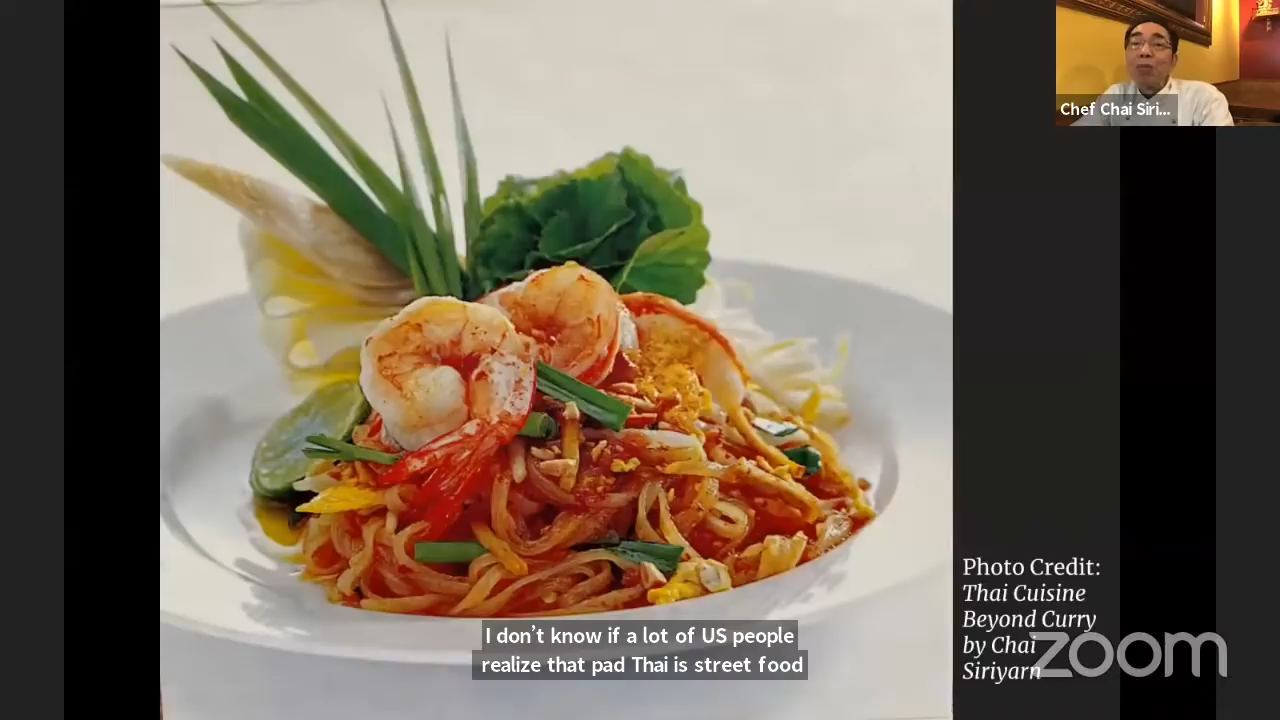 Chef Chai Siri...
Photo Credit:
Thai Cuisine
Beyond Curry
by Chai
Siriyarn
zoom
I don't know if a lot of US people
realize that pad Thai is street food